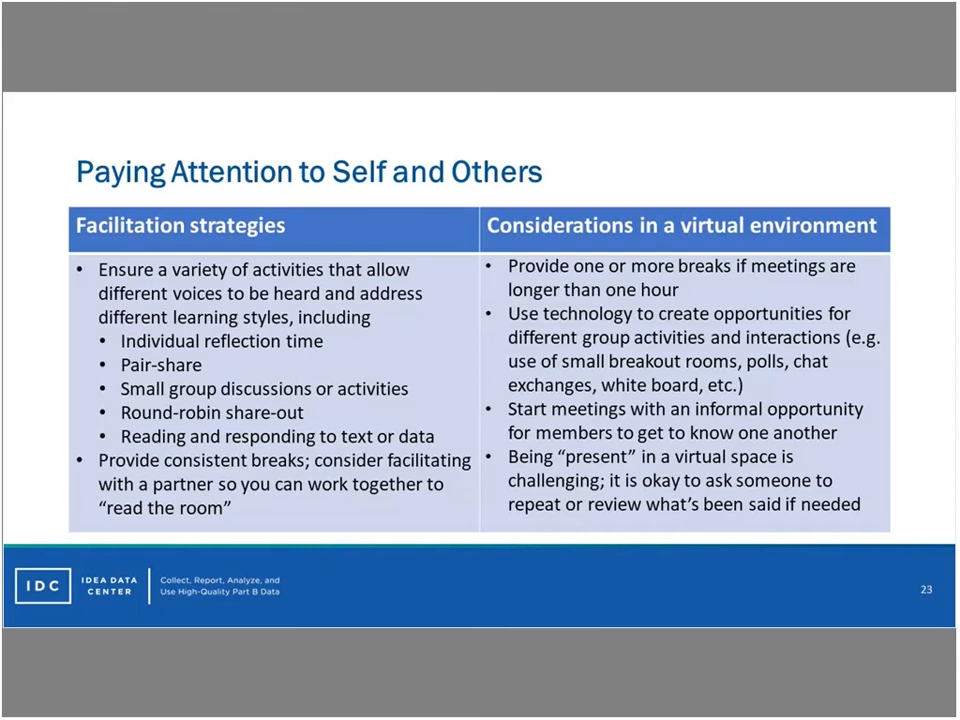 Paying Attention to Self and Others
Facilitation strategies
• Ensure a variety of activities that allow
different voices to be heard and address
different learning styles, including
• Individual reflection time
• Pair-share
• Small group discussions or activities
• Round-robin share-out
• Reading and responding to text or data
• Provide consistent breaks; consider facilitating
with a partner so you can work together to
“read the room”
Considerations in a virtual environment
• Provide one or more breaks if meetings are
longer than one hour
• Use technology to create opportunities for
different group activities and interactions (e.g.
use of small breakout rooms, polls, chat
exchanges, white board, etc.)
• Start meetings with an informal opportunity
for members to get to know one another
• Being “present” in a virtual space is
challenging; it is okay to ask someone to
repeat or review what’s been said if needed
IDC
IDEA DATA
CENTER
Collect, Report, Analyze, and
Use High-Quality Part B Data
23